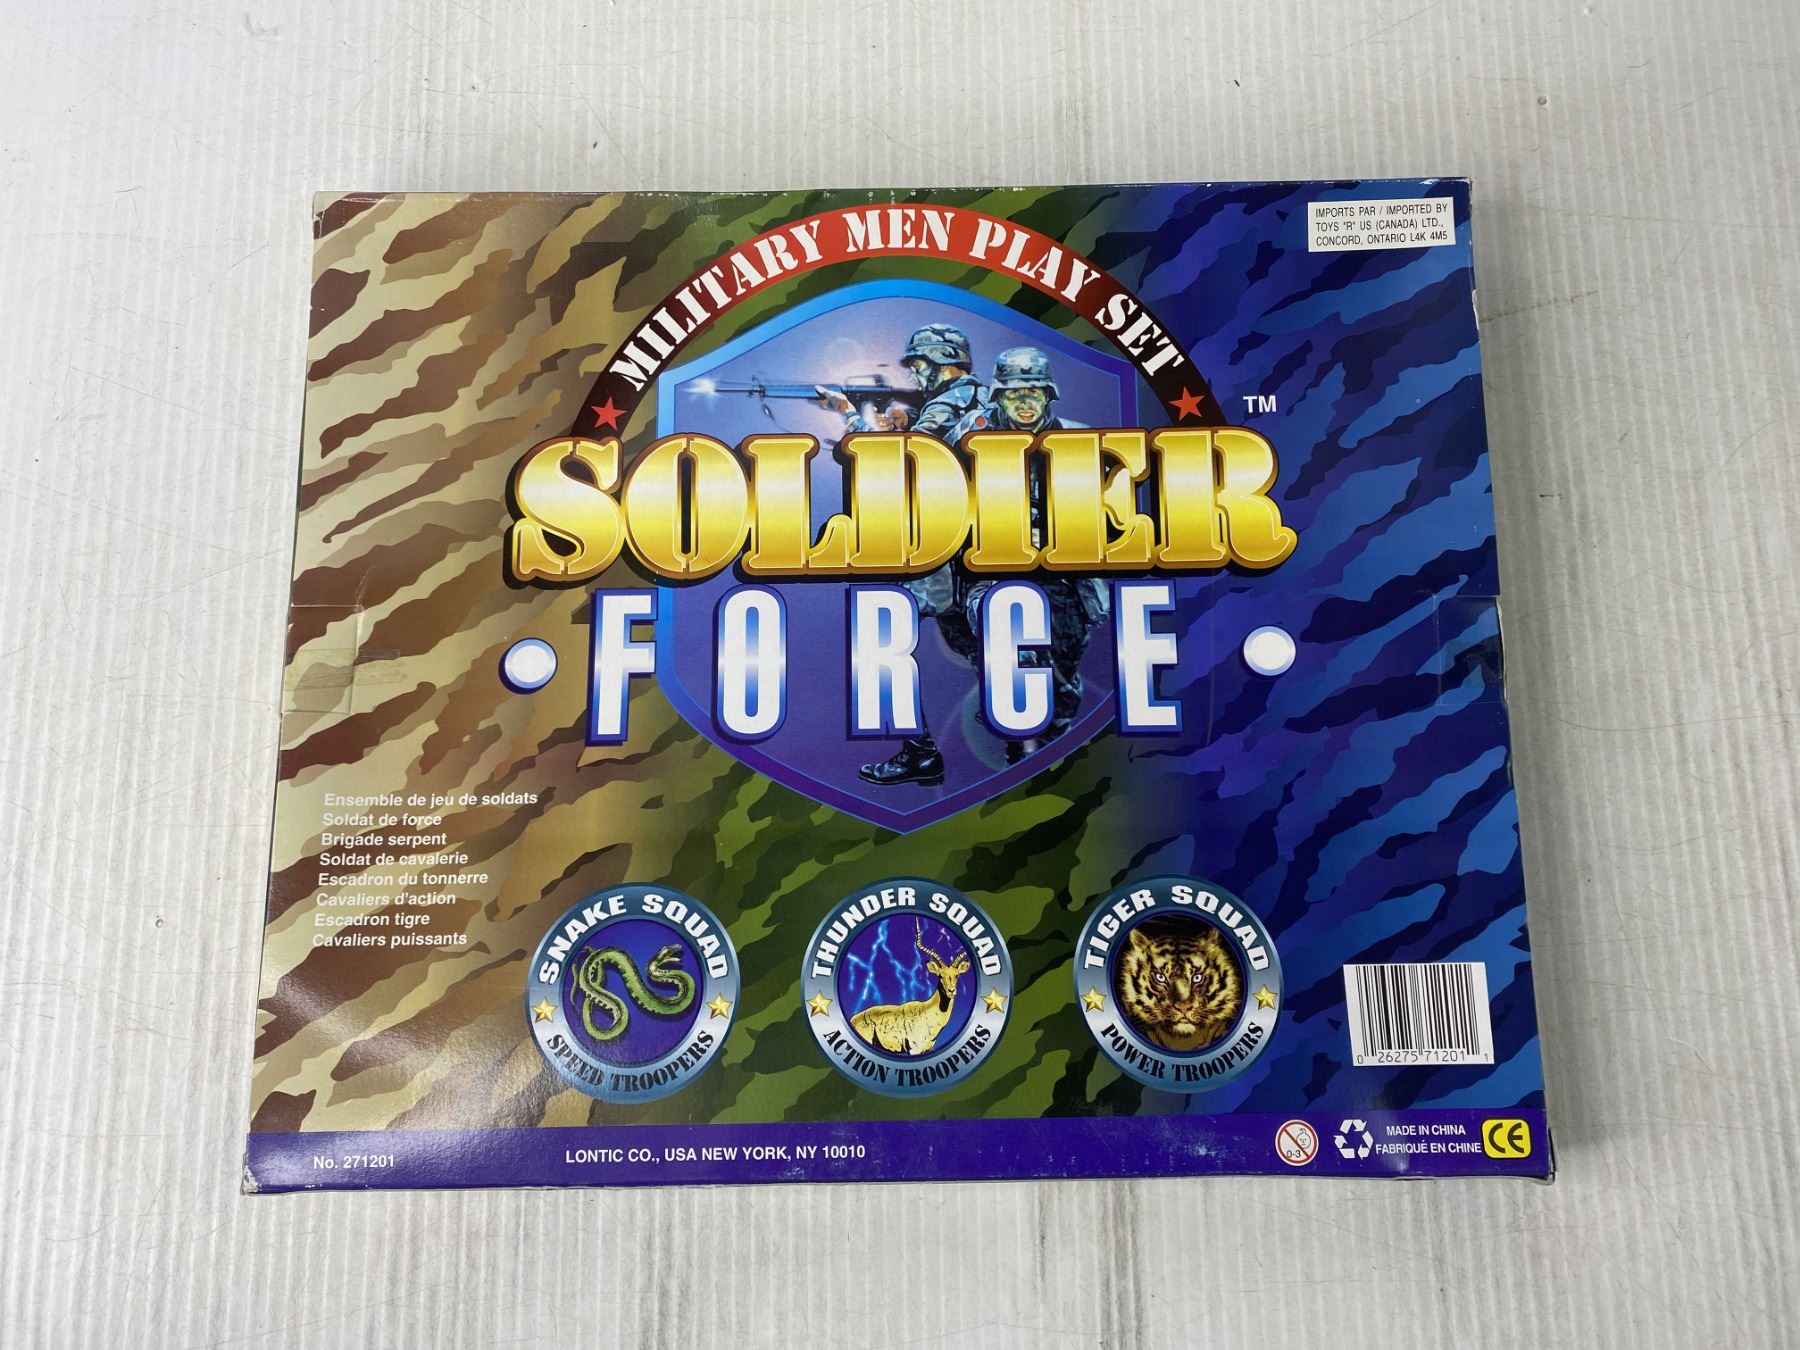 IMPORTS PAR / IMPORTED BY
TOYS "R" US (CANADA) LTD.,
CONCORD, ONTARIO L4K 4M5
MILITARY MEN PLAY SET
TM
SOLDIER
• FORCE •
Ensemble de jeu de soldats
Soldat de force
Brigade serpent
Soldat de cavalerie
Escadron du tonnerre
Cavaliers d'action
Escadron tigre
Cavaliers puissants
SNAKE SQUAD
SPEED TROOPERS
THUNDER SQUAD
ACTION TROOPERS
TIGER SQUAD
POWER TROOPERS
0 26275 71201 1
No. 271201
LONTIC CO., USA NEW YORK, NY 10010
0-3
MADE IN CHINA
FABRIQUÉ EN CHINE
CE